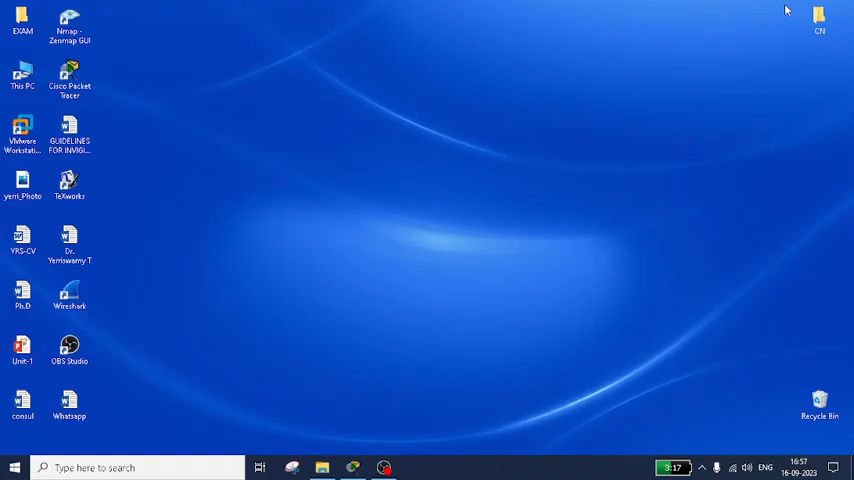 EXAM
Nmap -
Zenmap GUI
CN
This PC
Cisco Packet
Tracer
VMware
Workstati...
GUIDELINES
FOR INVIGI...
yerri_Photo
TeXworks
YRS-CV
Dr.
Yerriswamy T
Ph.D
Wireshark
Unit-1
OBS Studio
consul
Whatsapp
Recycle Bin
Type here to search
3:17
ENG
16:57
16-09-2023